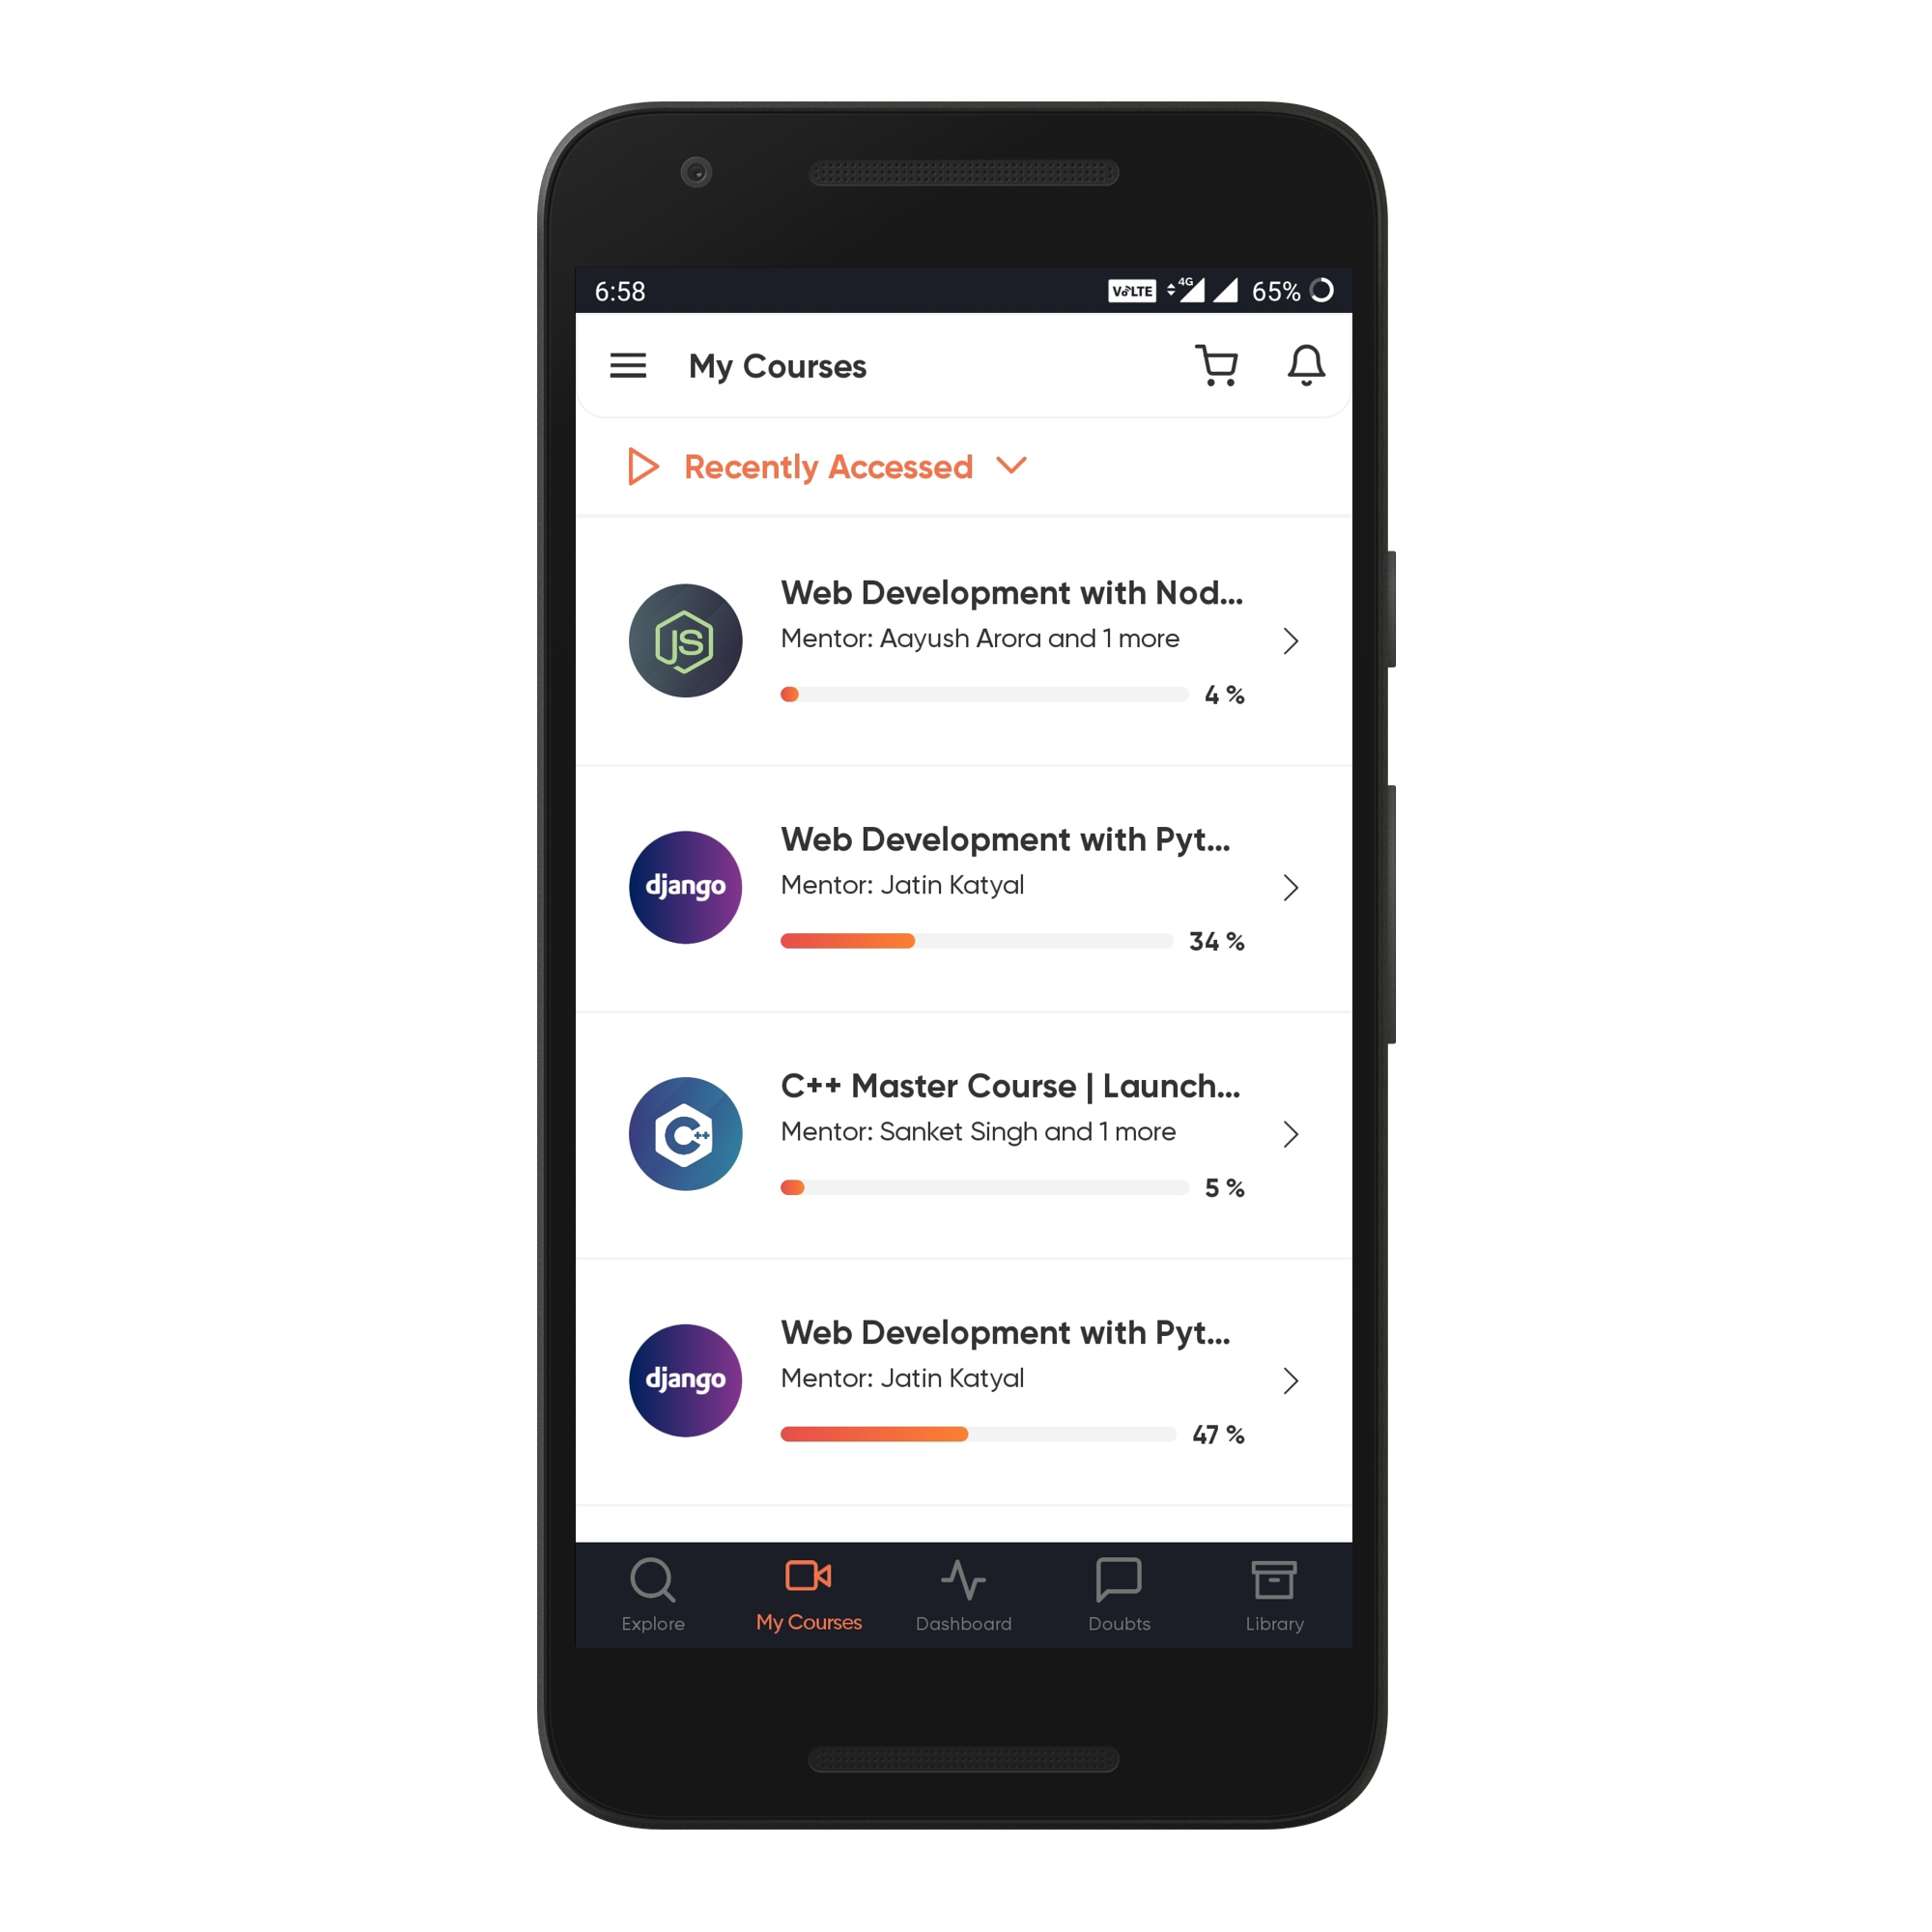 6:58 VoLTE 4G 65%
My Courses
Recently Accessed
Web Development with Nod...
JS
Mentor: Aayush Arora and 1 more
4 %
Web Development with Pyt...
django
Mentor: Jatin Katyal
34 %
C++ Master Course | Launch...
C++
Mentor: Sanket Singh and 1 more
5 %
Web Development with Pyt...
django
Mentor: Jatin Katyal
47 %
Explore My Courses Dashboard Doubts Library